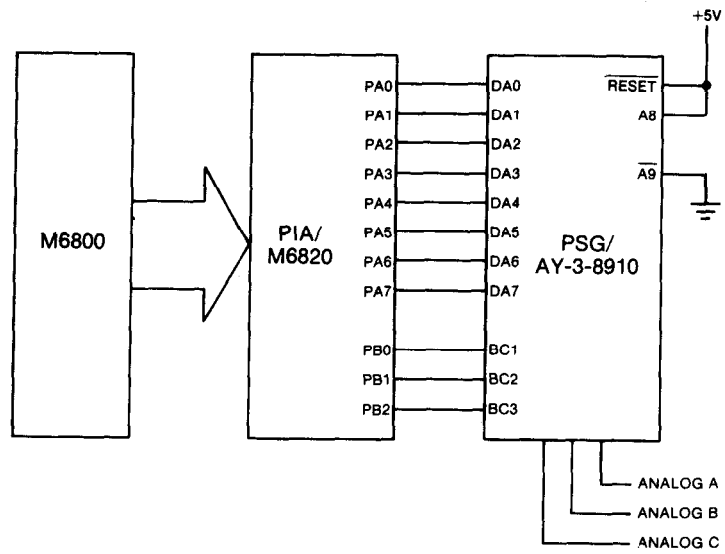 +5V
M6800
PIA/
M6820
PA0
PA1
PA2
PA3
PA4
PA5
PA6
PA7
PB0
PB1
PB2
DA0
DA1
DA2
DA3
DA4
DA5
DA6
DA7
BC1
BC2
BC3
PSG/
AY-3-8910
RESET
A8
A9
ANALOG A
ANALOG B
ANALOG C